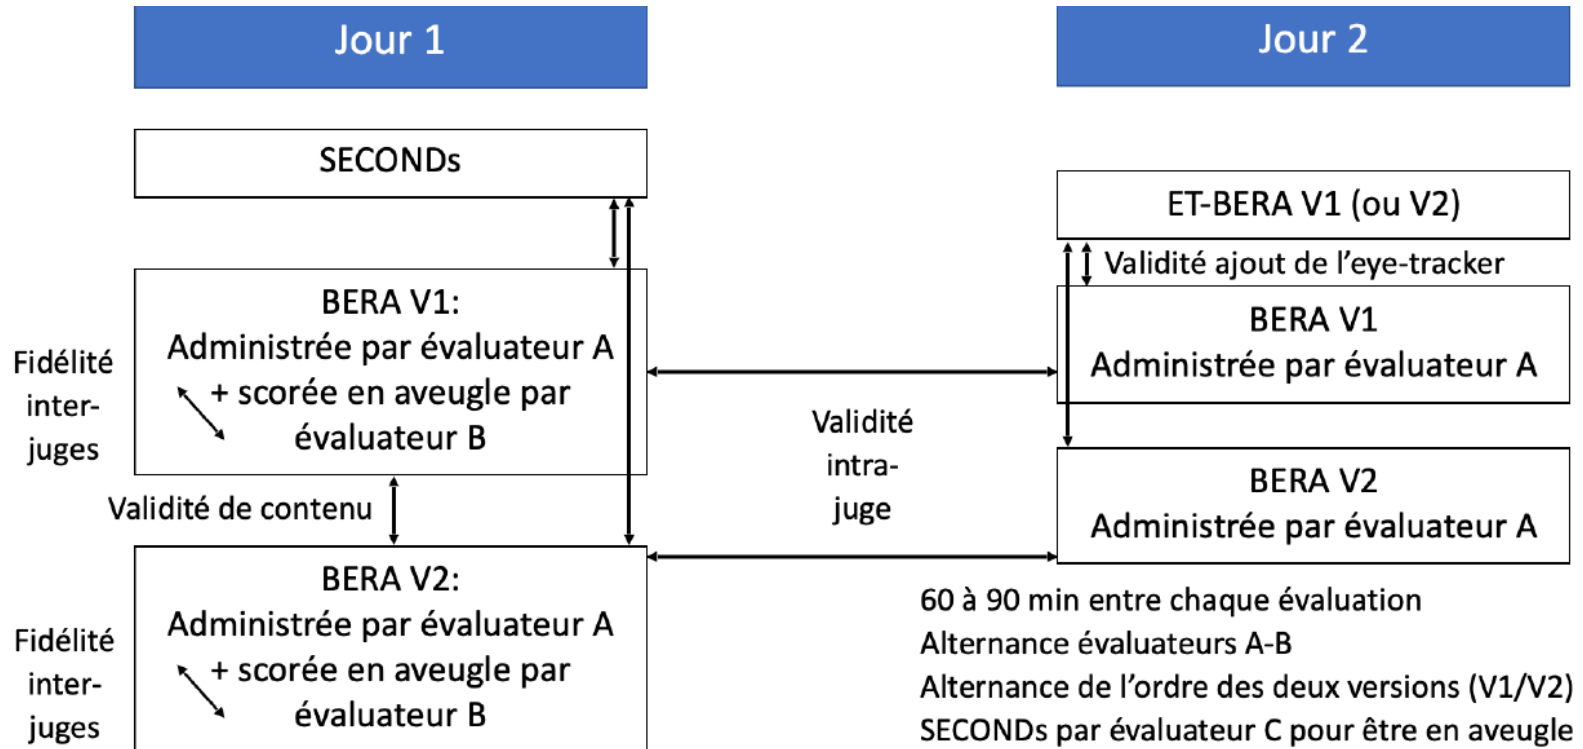 Jour 1
SECONDs
Fidélité
inter-
juges
BERA V1:
Administrée par évaluateur A
+ scorée en aveugle par
évaluateur B
Validité de contenu
Fidélité
inter-
juges
BERA V2:
Administrée par évaluateur A
+ scorée en aveugle par
évaluateur B
Validité
intra-
juge
Jour 2
ET-BERA V1 (ou V2)
Validité ajout de l’eye-tracker
BERA V1
Administrée par évaluateur A
BERA V2
Administrée par évaluateur A
60 à 90 min entre chaque évaluation
Alternance évaluateurs A-B
Alternance de l’ordre des deux versions (V1/V2)
SECONDs par évaluateur C pour être en aveugle